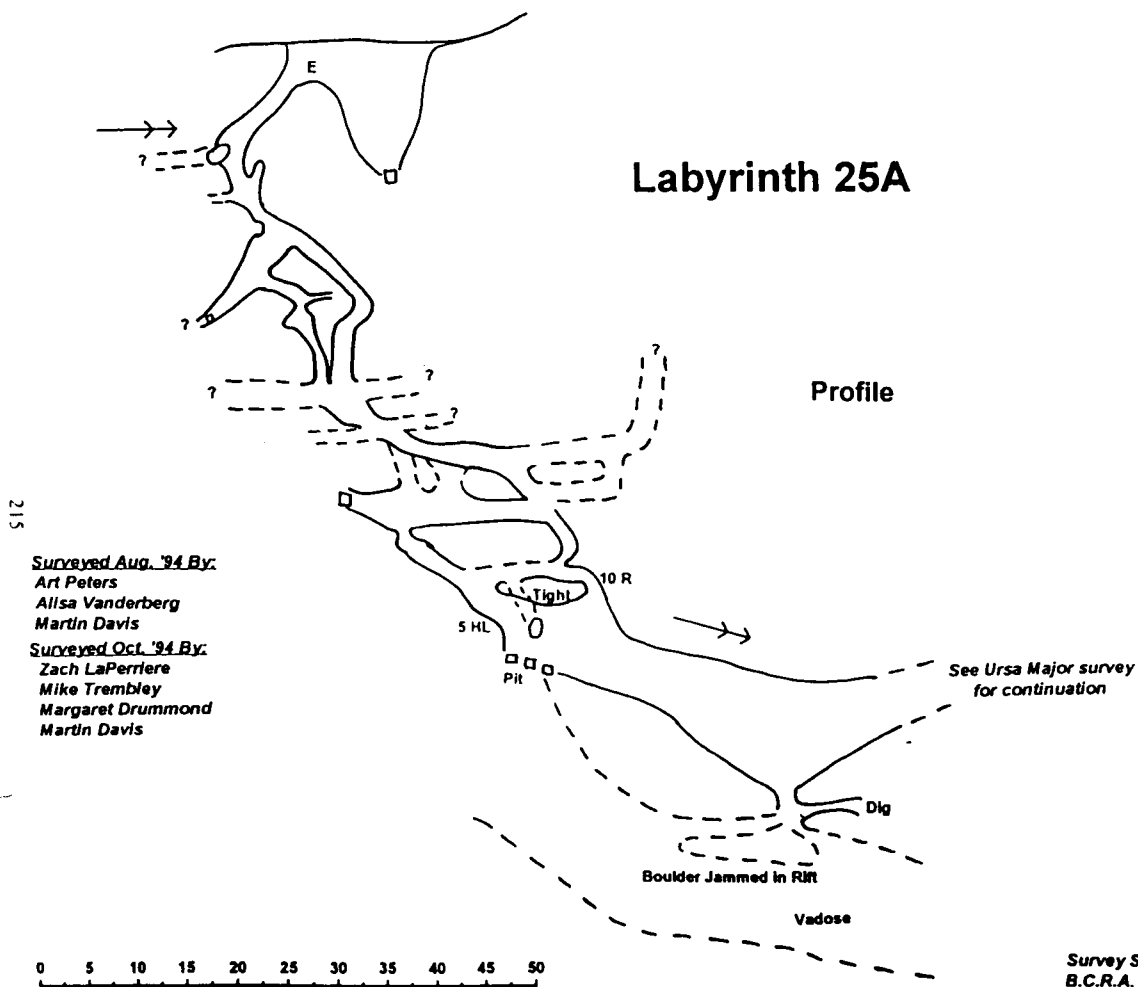 E
?
Labyrinth 25A
?
?
?
?
?
Profile
215
Surveyed Aug. '94 By:
Art Peters
Alisa Vanderberg
Martin Davis
Surveyed Oct. '94 By:
Zach LaPerriere
Mike Trembley
Margaret Drummond
Martin Davis
10 R
Tight
5 HL
Pit
See Ursa Major survey
for continuation
Dig
Boulder Jammed in Rift
Vadose
0 5 10 15 20 25 30 35 40 45 50
Survey S
B.C.R.A.